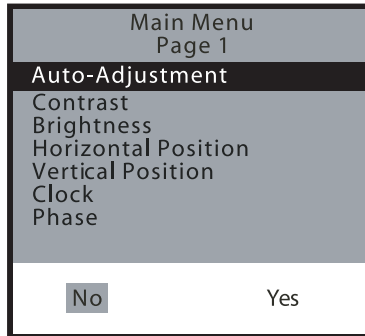 Main Menu
Page 1
Auto-Adjustment
Contrast
Brightness
Horizontal Position
Vertical Position
Clock
Phase
No Yes